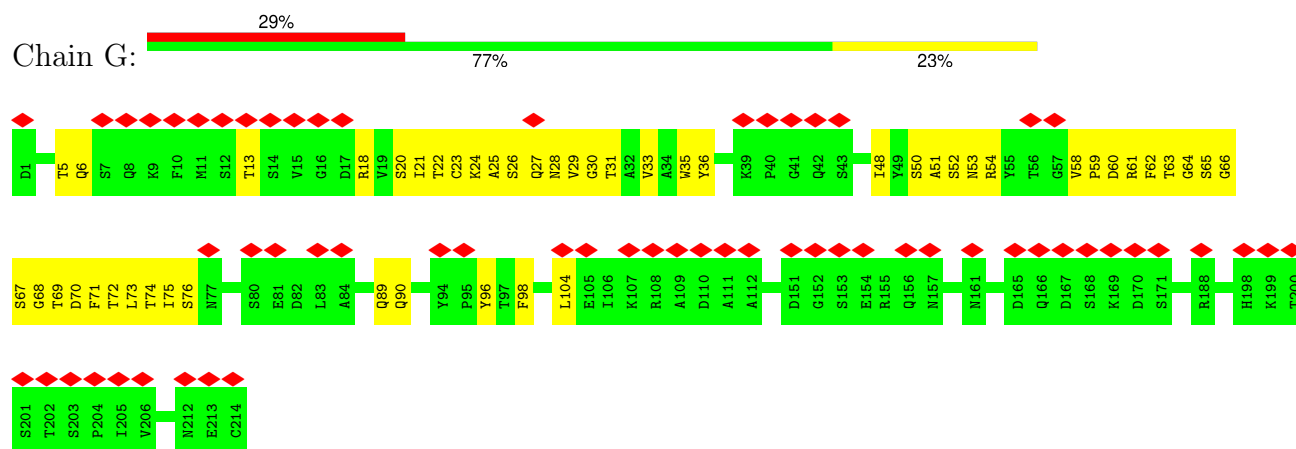 29%
Chain G:
77% 23%
D1 T5 Q6 S7 Q8 K9 F10 M11 S12 T13 S14 V15 G16 D17 R18 V19 S20 I21 T22 C23 K24 A25 S26 Q27 N28 V29 G30 T31 A32 V33 A34 W35 Y36 K39 P40 G41 Q42 S43 I48 Y49 S50 A51 S52 N53 R54 Y55 T56 G57 V58 P59 D60 R61 F62 T63 G64 S65 G66
S67 G68 T69 D70 F71 T72 L73 T74 I75 S76 N77 S80 E81 D82 L83 A84 Q89 Q90 Y94 P95 Y96 T97 F98 L104 E105 I106 K107 R108 A109 D110 A111 A112 D151 G152 S153 E154 R155 Q156 N157 N161 D165 Q166 D167 S168 K169 D170 S171 R188 H198 K199 T200
S201 T202 S203 P204 I205 V206 N212 E213 C214